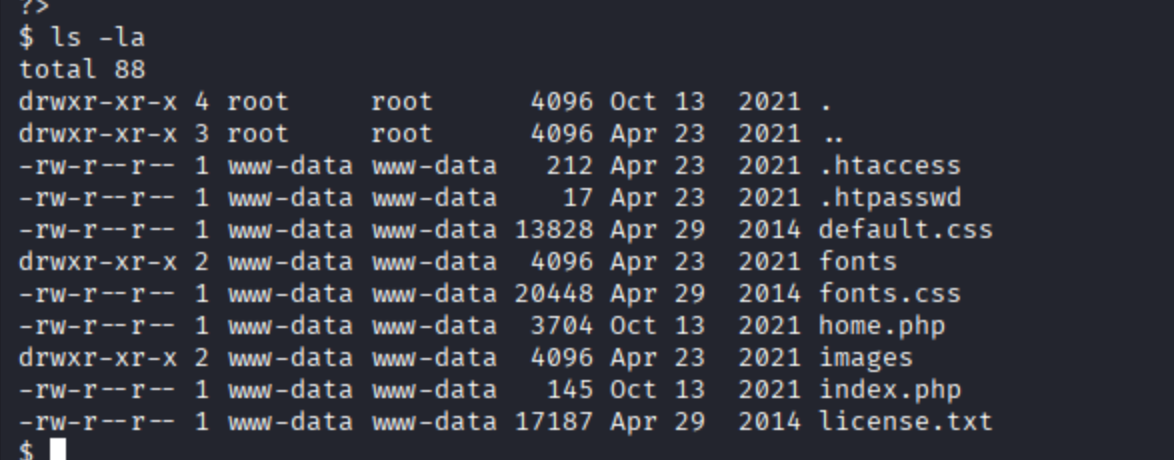 ?>
$ ls -la
total 88
drwxr-xr-x 4 root     root      4096 Oct 13  2021 .
drwxr-xr-x 3 root     root      4096 Apr 23  2021 ..
-rw-r--r-- 1 www-data www-data   212 Apr 23  2021 .htaccess
-rw-r--r-- 1 www-data www-data    17 Apr 23  2021 .htpasswd
-rw-r--r-- 1 www-data www-data 13828 Apr 29  2014 default.css
drwxr-xr-x 2 www-data www-data  4096 Apr 23  2021 fonts
-rw-r--r-- 1 www-data www-data 20448 Apr 29  2014 fonts.css
-rw-r--r-- 1 www-data www-data  3704 Oct 13  2021 home.php
drwxr-xr-x 2 www-data www-data  4096 Apr 23  2021 images
-rw-r--r-- 1 www-data www-data   145 Oct 13  2021 index.php
-rw-r--r-- 1 www-data www-data 17187 Apr 29  2014 license.txt
$